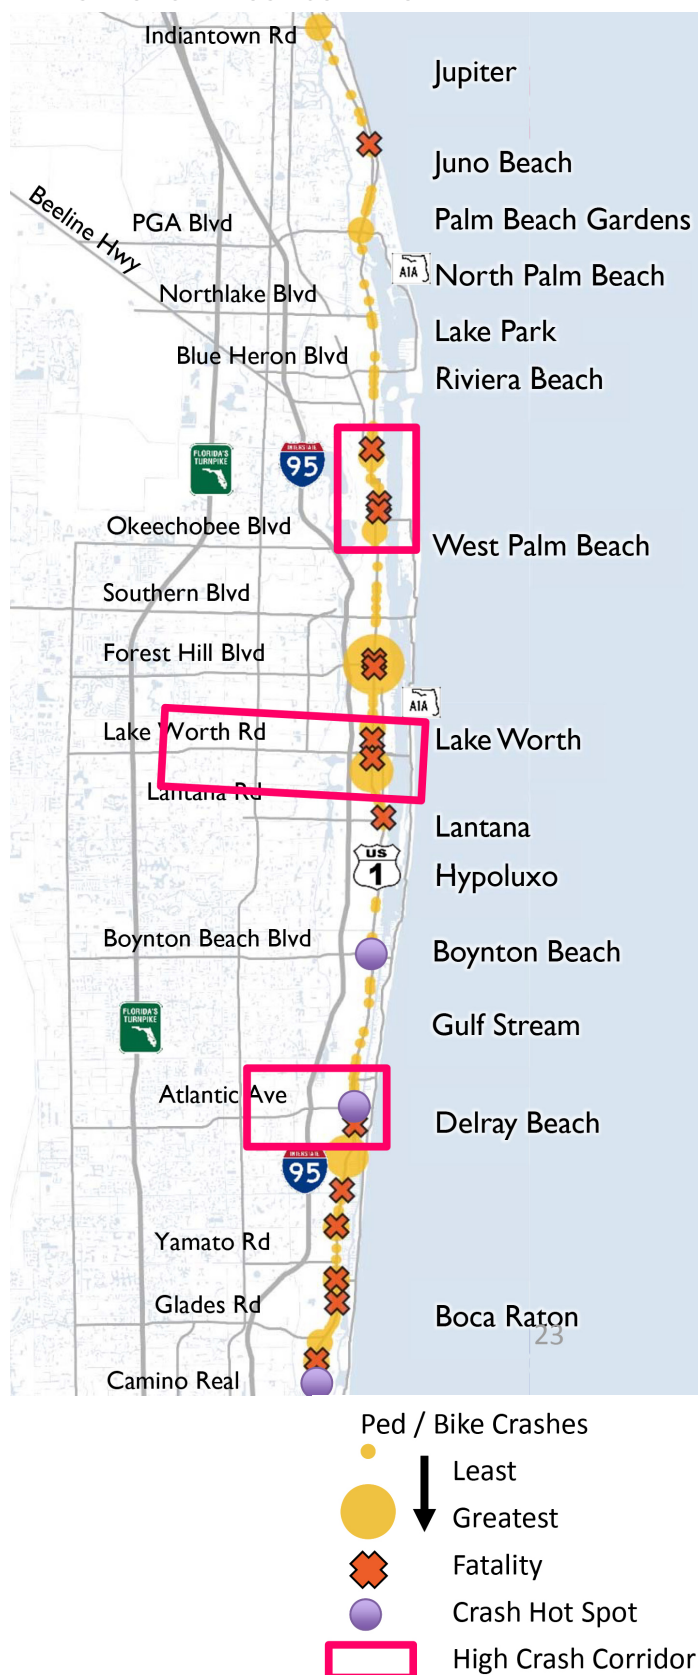 Indiantown Rd
Jupiter
Juno Beach
Beeline Hwy
PGA Blvd
Palm Beach Gardens
A1A
North Palm Beach
Northlake Blvd
Lake Park
Blue Heron Blvd
Riviera Beach
FLORIDA'S
TURNPIKE
INTERSTATE
95
Okeechobee Blvd
West Palm Beach
Southern Blvd
Forest Hill Blvd
A1A
Lake Worth Rd
Lake Worth
Lantana Rd
Lantana
US
1
Hypoluxo
Boynton Beach Blvd
Boynton Beach
FLORIDA'S
TURNPIKE
Gulf Stream
Atlantic Ave
Delray Beach
INTERSTATE
95
Yamato Rd
Glades Rd
Boca Raton
23
Camino Real
Ped / Bike Crashes
Least
Greatest
Fatality
Crash Hot Spot
High Crash Corridor